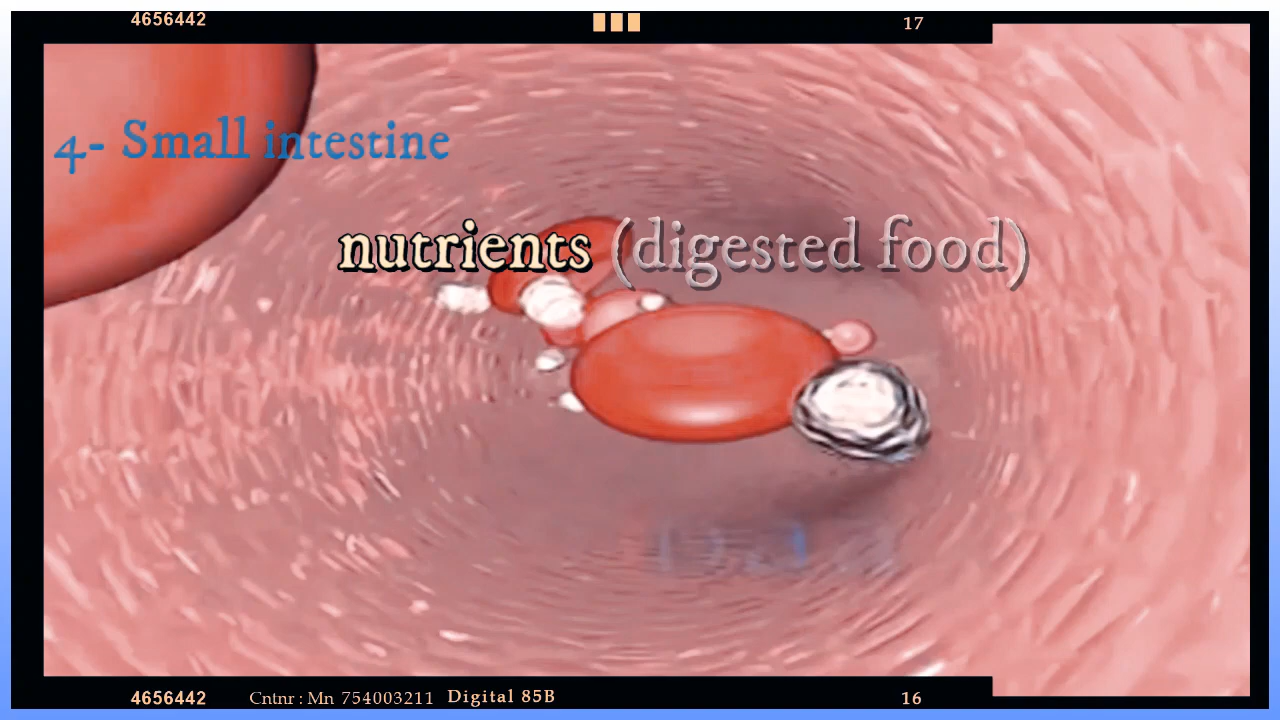 4656442 17
4- Small intestine
nutrients (digested food)
4656442 Cntnr : Mn 754003211 Digital 85B 16